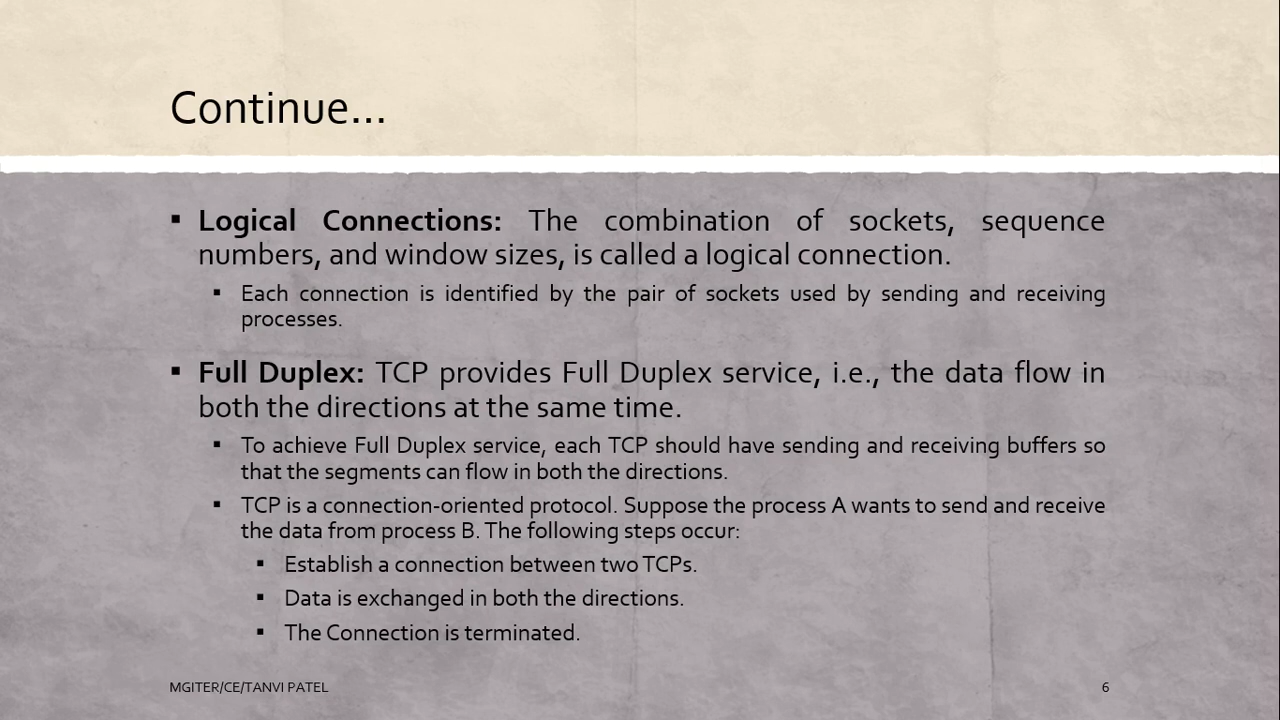 Continue...
▪ Logical Connections: The combination of sockets, sequence
numbers, and window sizes, is called a logical connection.
▪ Each connection is identified by the pair of sockets used by sending and receiving
processes.
▪ Full Duplex: TCP provides Full Duplex service, i.e., the data flow in
both the directions at the same time.
▪ To achieve Full Duplex service, each TCP should have sending and receiving buffers so
that the segments can flow in both the directions.
▪ TCP is a connection-oriented protocol. Suppose the process A wants to send and receive
the data from process B. The following steps occur:
▪ Establish a connection between two TCPs.
▪ Data is exchanged in both the directions.
▪ The Connection is terminated.
MGITER/CE/TANVI PATEL
6